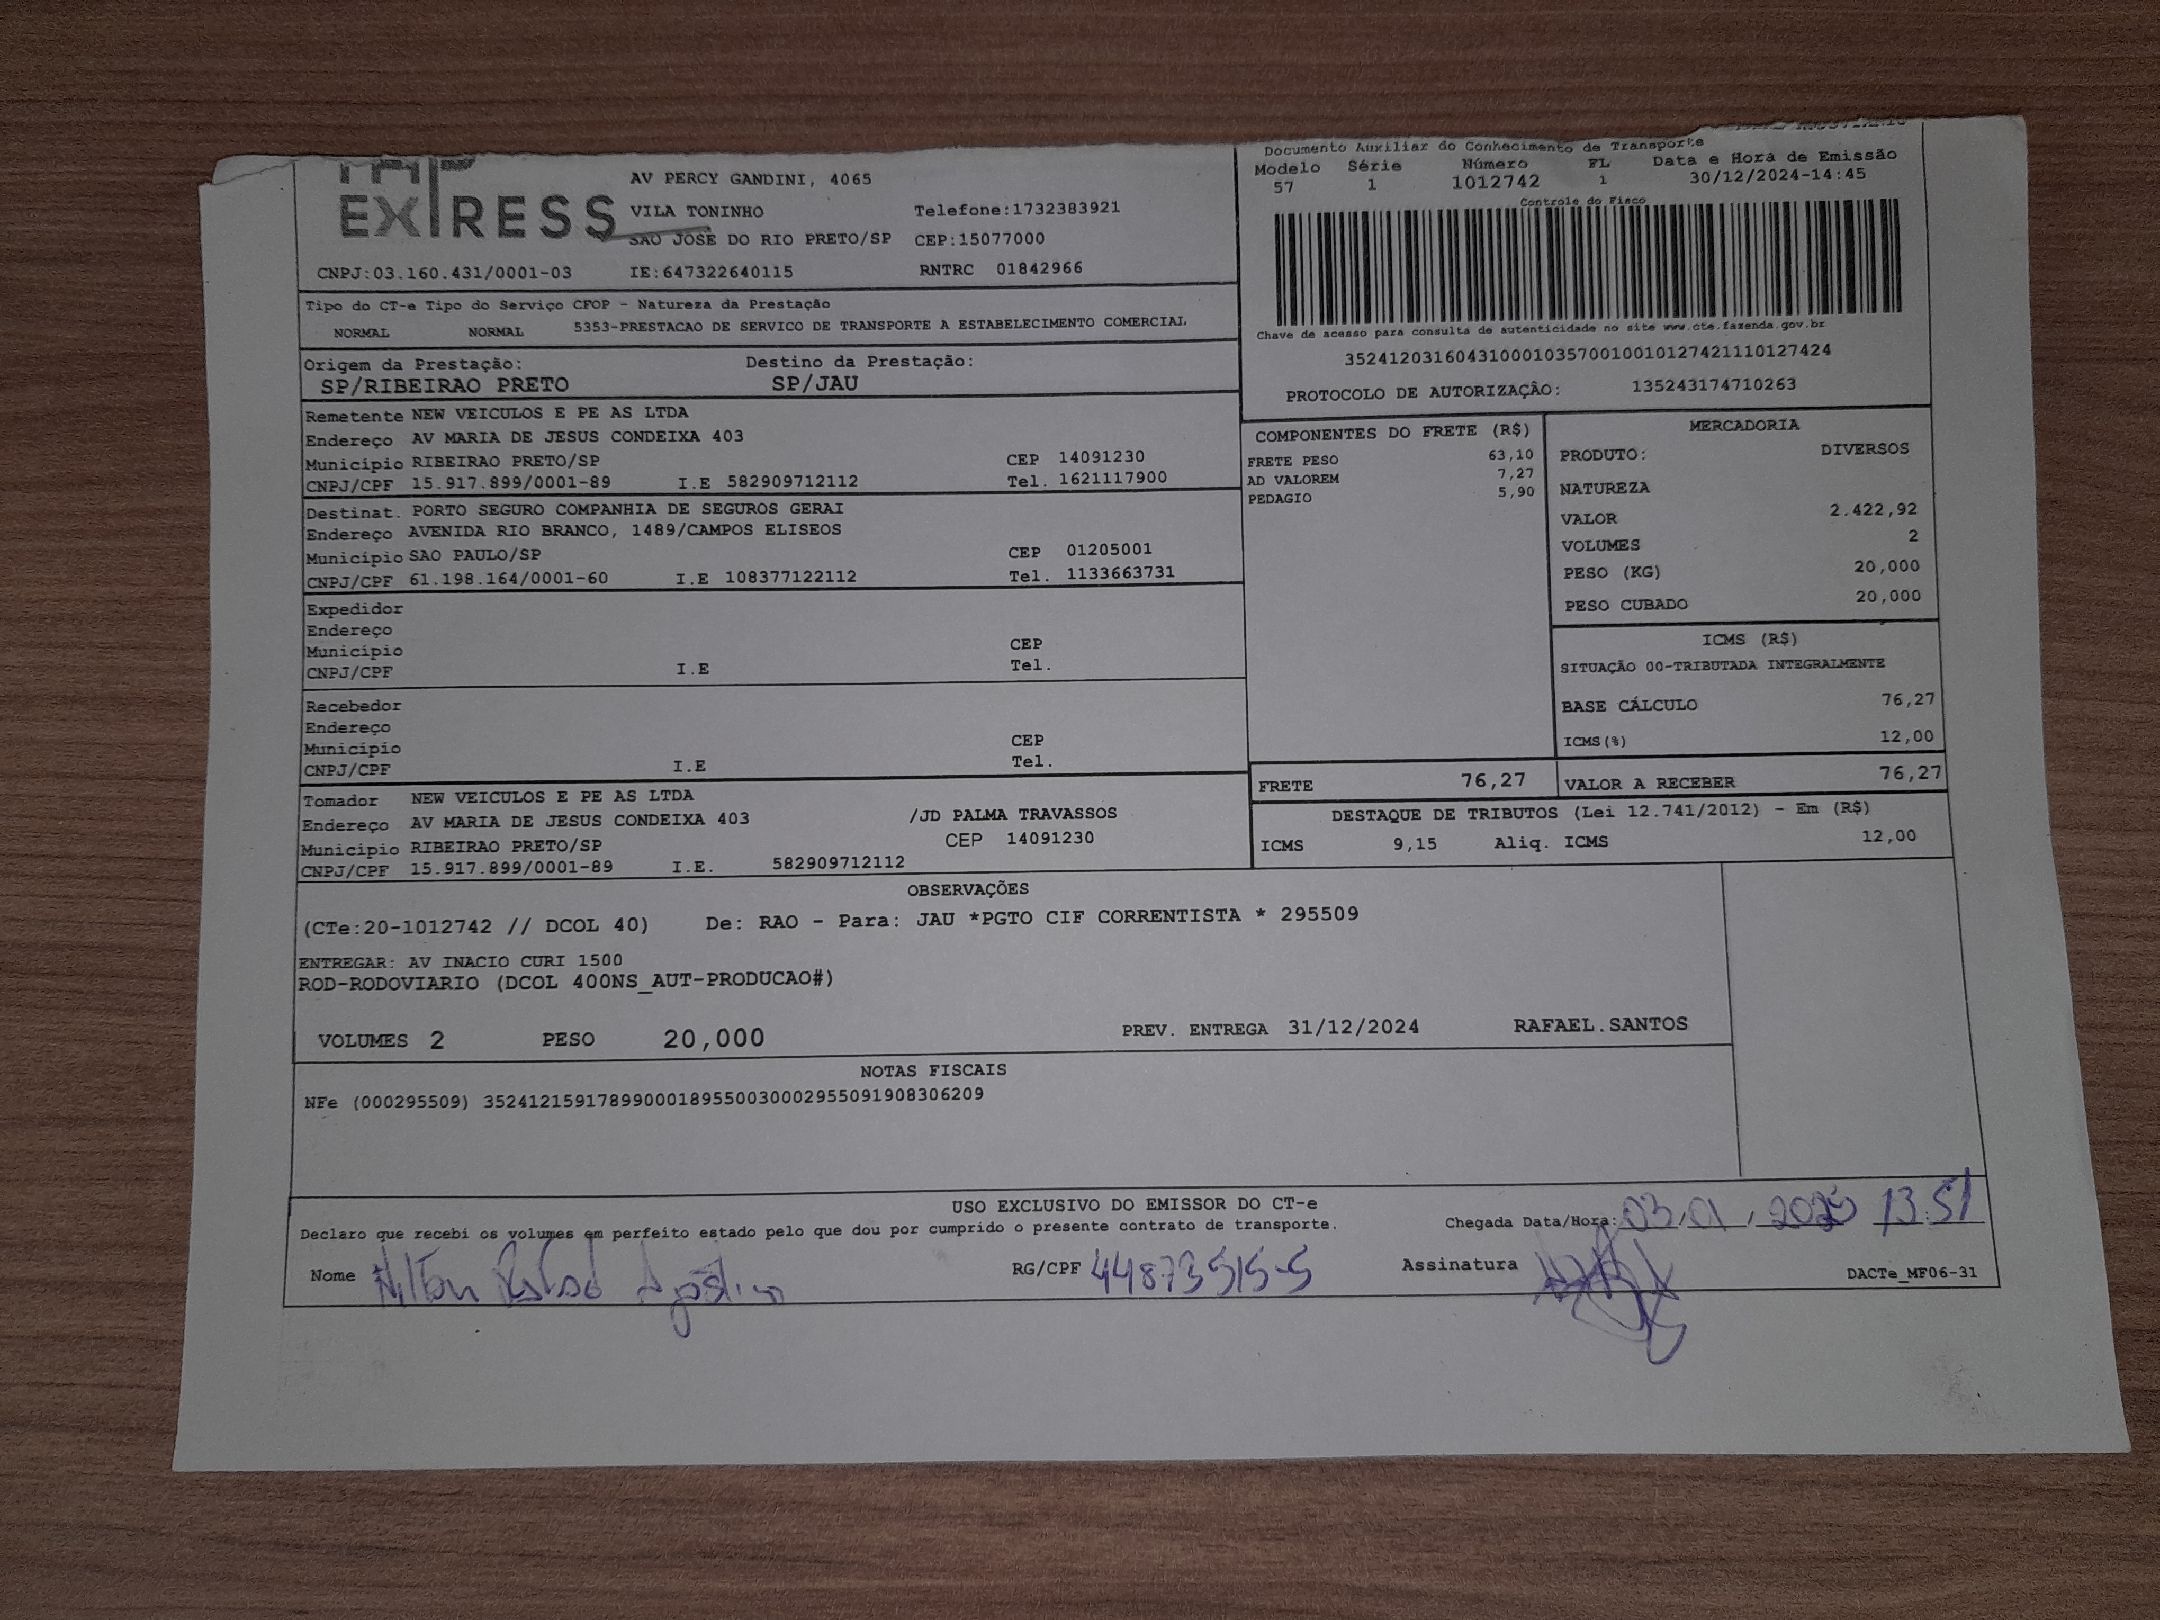 EXPRESS
AV PERCY GANDINI, 4065
VILA TONINHO Telefone:1732383921
SAO JOSE DO RIO PRETO/SP CEP:15077000
CNPJ:03.160.431/0001-03 IE:647322640115 RNTRC 01842966
Documento Auxiliar do Conhecimento de Transporte
Modelo Série Número FL Data e Hora de Emissão
57 1 1012742 1 30/12/2024-14:45
Controle do Fisco
Chave de acesso para consulta de autenticidade no site www.cte.fazenda.gov.br
35241203160431000103570010010127421110127424
PROTOCOLO DE AUTORIZAÇÃO: 135243174710263
Tipo do CT-e Tipo do Serviço CFOP - Natureza da Prestação
NORMAL NORMAL 5353-PRESTACAO DE SERVICO DE TRANSPORTE A ESTABELECIMENTO COMERCIAL
Origem da Prestação: Destino da Prestação:
SP/RIBEIRAO PRETO SP/JAU
Remetente NEW VEICULOS E PE AS LTDA
Endereço AV MARIA DE JESUS CONDEIXA 403
Município RIBEIRAO PRETO/SP CEP 14091230
CNPJ/CPF 15.917.899/0001-89 I.E 582909712112 Tel. 1621117900
Destinat. PORTO SEGURO COMPANHIA DE SEGUROS GERAI
Endereço AVENIDA RIO BRANCO, 1489/CAMPOS ELISEOS
Município SAO PAULO/SP CEP 01205001
CNPJ/CPF 61.198.164/0001-60 I.E 108377122112 Tel. 1133663731
Expedidor
Endereço
Município CEP
CNPJ/CPF I.E Tel.
Recebedor
Endereço
Município CEP
CNPJ/CPF I.E Tel.
Tomador NEW VEICULOS E PE AS LTDA
Endereço AV MARIA DE JESUS CONDEIXA 403 /JD PALMA TRAVASSOS
Município RIBEIRAO PRETO/SP CEP 14091230
CNPJ/CPF 15.917.899/0001-89 I.E. 582909712112
COMPONENTES DO FRETE (R$)
FRETE PESO 63,10
AD VALOREM 7,27
PEDAGIO 5,90
MERCADORIA
PRODUTO: DIVERSOS
NATUREZA
VALOR 2.422,92
VOLUMES 2
PESO (KG) 20,000
PESO CUBADO 20,000
ICMS (R$)
SITUAÇÃO 00-TRIBUTADA INTEGRALMENTE
BASE CÁLCULO 76,27
ICMS(%) 12,00
FRETE 76,27 VALOR A RECEBER 76,27
DESTAQUE DE TRIBUTOS (Lei 12.741/2012) - Em (R$)
ICMS 9,15 Aliq. ICMS 12,00
OBSERVAÇÕES
(CTe:20-1012742 // DCOL 40) De: RAO - Para: JAU *PGTO CIF CORRENTISTA * 295509
ENTREGAR: AV INACIO CURI 1500
ROD-RODOVIARIO (DCOL 400NS_AUT-PRODUCAO#)
VOLUMES 2 PESO 20,000 PREV. ENTREGA 31/12/2024 RAFAEL.SANTOS
NOTAS FISCAIS
NFe (000295509) 35241215917899000189550030002955091908306209
USO EXCLUSIVO DO EMISSOR DO CT-e
Declaro que recebi os volumes em perfeito estado pelo que dou por cumprido o presente contrato de transporte. Chegada Data/Hora: 03/01/2025 13:51
Nome RG/CPF 44873515-5 Assinatura
DACTe_MF06-31